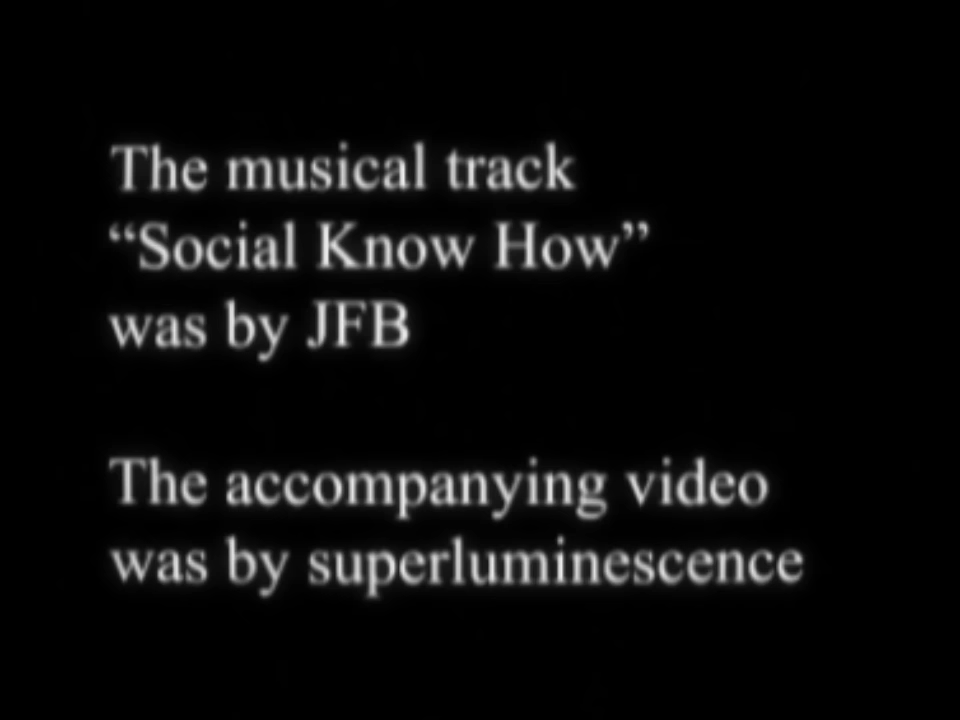 The musical track
“Social Know How”
was by JFB
The accompanying video
was by superluminescence